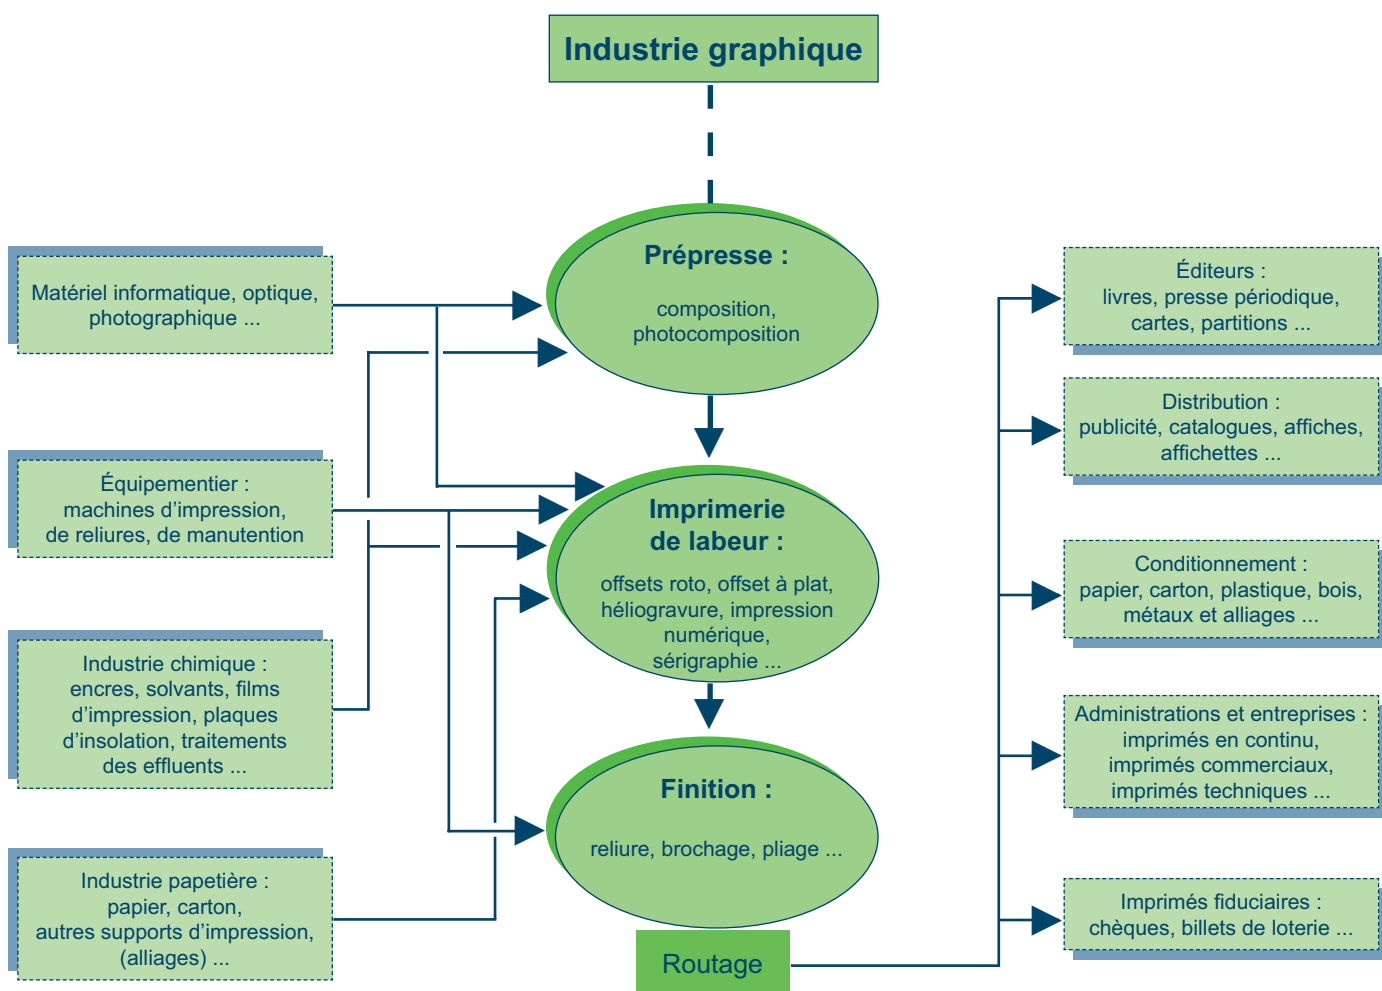 Industrie graphique
Prépresse :
composition,
photocomposition
Matériel informatique, optique,
photographique ...
Équipementier :
machines d’impression,
de reliures, de manutention
Industrie chimique :
encres, solvants, films
d’impression, plaques
d’insolation, traitements
des effluents ...
Industrie papetière :
papier, carton,
autres supports d’impression,
(alliages) ...
Imprimerie
de labeur :
offsets roto, offset à plat,
héliogravure, impression
numérique,
sérigraphie ...
Finition :
reliure, brochage, pliage ...
Routage
Éditeurs :
livres, presse périodique,
cartes, partitions ...
Distribution :
publicité, catalogues, affiches,
affichettes ...
Conditionnement :
papier, carton, plastique, bois,
métaux et alliages ...
Administrations et entreprises :
imprimés en continu,
imprimés commerciaux,
imprimés techniques ...
Imprimés fiduciaires :
chèques, billets de loterie ...